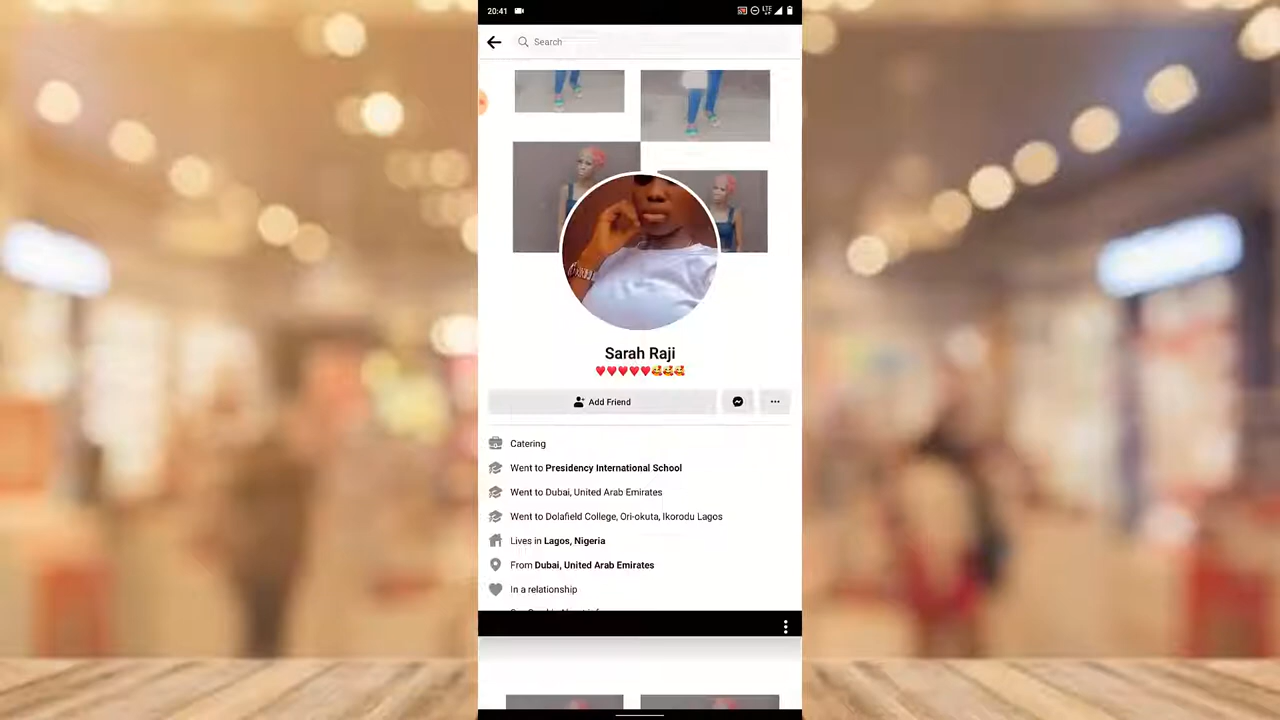 20:41 LTE
Search
Sarah Raji
❤️❤️❤️❤️❤️🥰🥰🥰
Add Friend
Catering
Went to Presidency International School
Went to Dubai, United Arab Emirates
Went to Dolafield College, Ori-okuta, Ikorodu Lagos
Lives in Lagos, Nigeria
From Dubai, United Arab Emirates
In a relationship